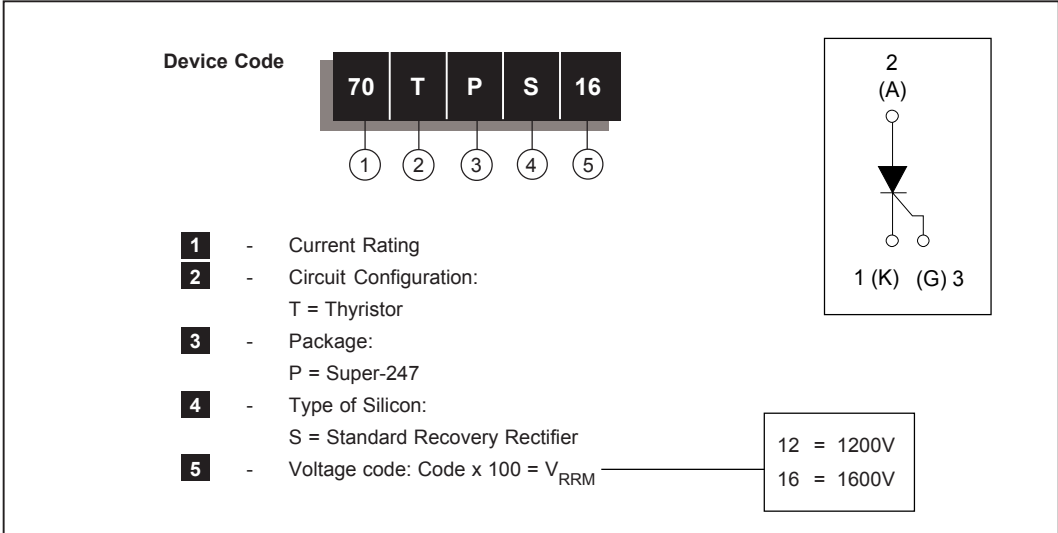 Device Code
70 T P S 16
1 2 3 4 5
1 - Current Rating
2 - Circuit Configuration:
T = Thyristor
3 - Package:
P = Super-247
4 - Type of Silicon:
S = Standard Recovery Rectifier
5 - Voltage code: Code x 100 = VRRM
12 = 1200V
16 = 1600V
2
(A)
1 (K) (G) 3